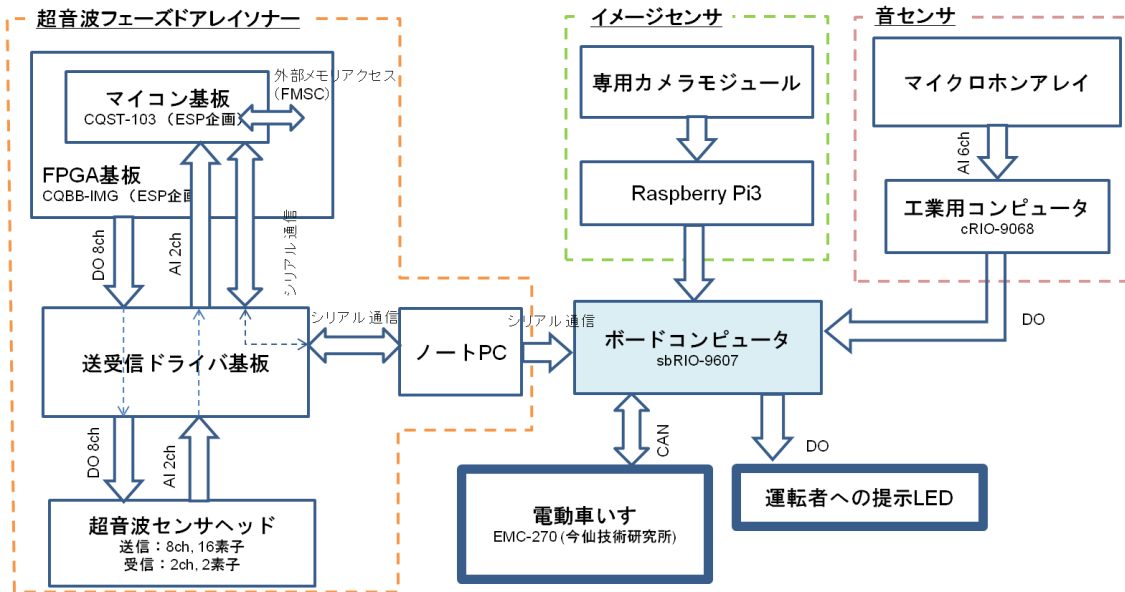 超音波フェーズドアレイソナー
マイコン基板
CQST-103 (ESP企画)
外部メモリアクセス
(FMSC)
FPGA基板
CQBB-IMG (ESP企画
DO 8ch
AI 2ch
シリアル通信
送受信ドライバ基板
シリアル通信
ノートPC
シリアル通信
DO 8ch
AI 2ch
超音波センサヘッド
送信：8ch, 16素子
受信：2ch, 2素子
イメージセンサ
専用カメラモジュール
Raspberry Pi3
音センサ
マイクロホンアレイ
AI 6ch
工業用コンピュータ
cRIO-9068
DO
ボードコンピュータ
sbRIO-9607
CAN
DO
電動車いす
EMC-270 (今仙技術研究所)
運転者への提示LED